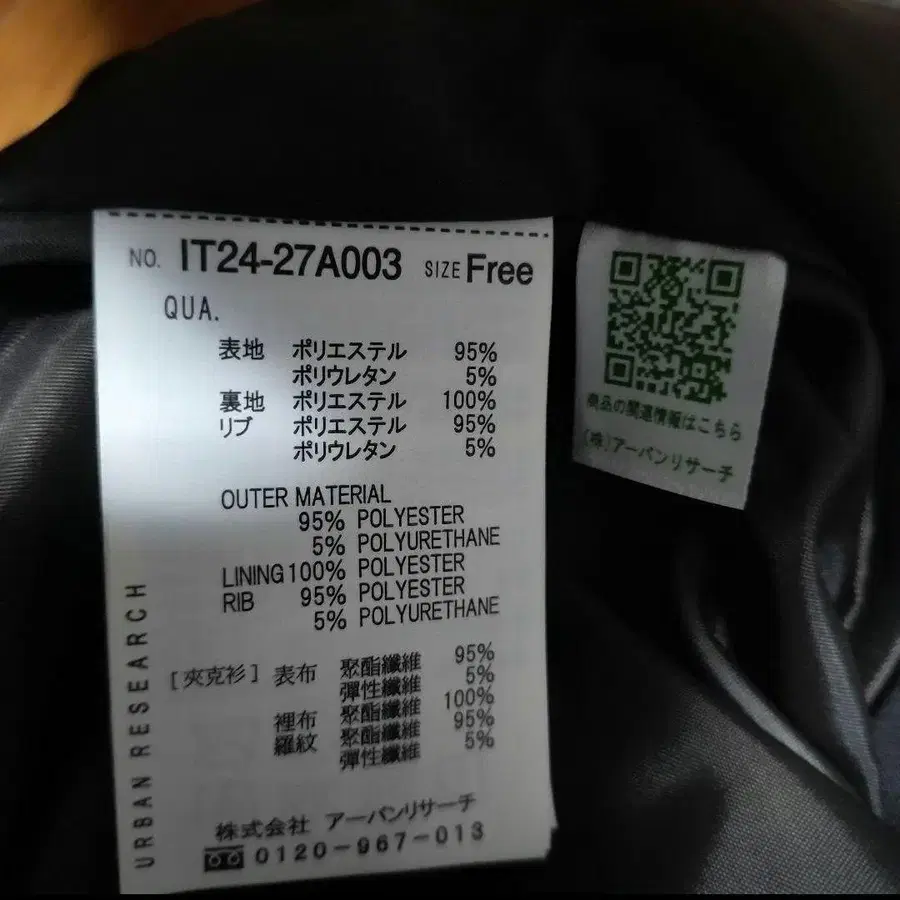 NO. IT24-27A003 SIZE Free
QUA.
表地 ポリエステル 95%
ポリウレタン 5%
裏地 ポリエステル 100%
リブ ポリエステル 95%
ポリウレタン 5%
OUTER MATERIAL
95% POLYESTER
5% POLYURETHANE
LINING 100% POLYESTER
RIB 95% POLYESTER
5% POLYURETHANE
[夾克衫] 表布 聚酯纖維 95%
彈性纖維 5%
裡布 聚酯纖維 100%
羅紋 聚酯纖維 95%
彈性纖維 5%
株式会社 アーバンリサーチ
0120-967-013
URBAN RESEARCH
商品の関連情報はこちら
(株)アーバンリサーチ